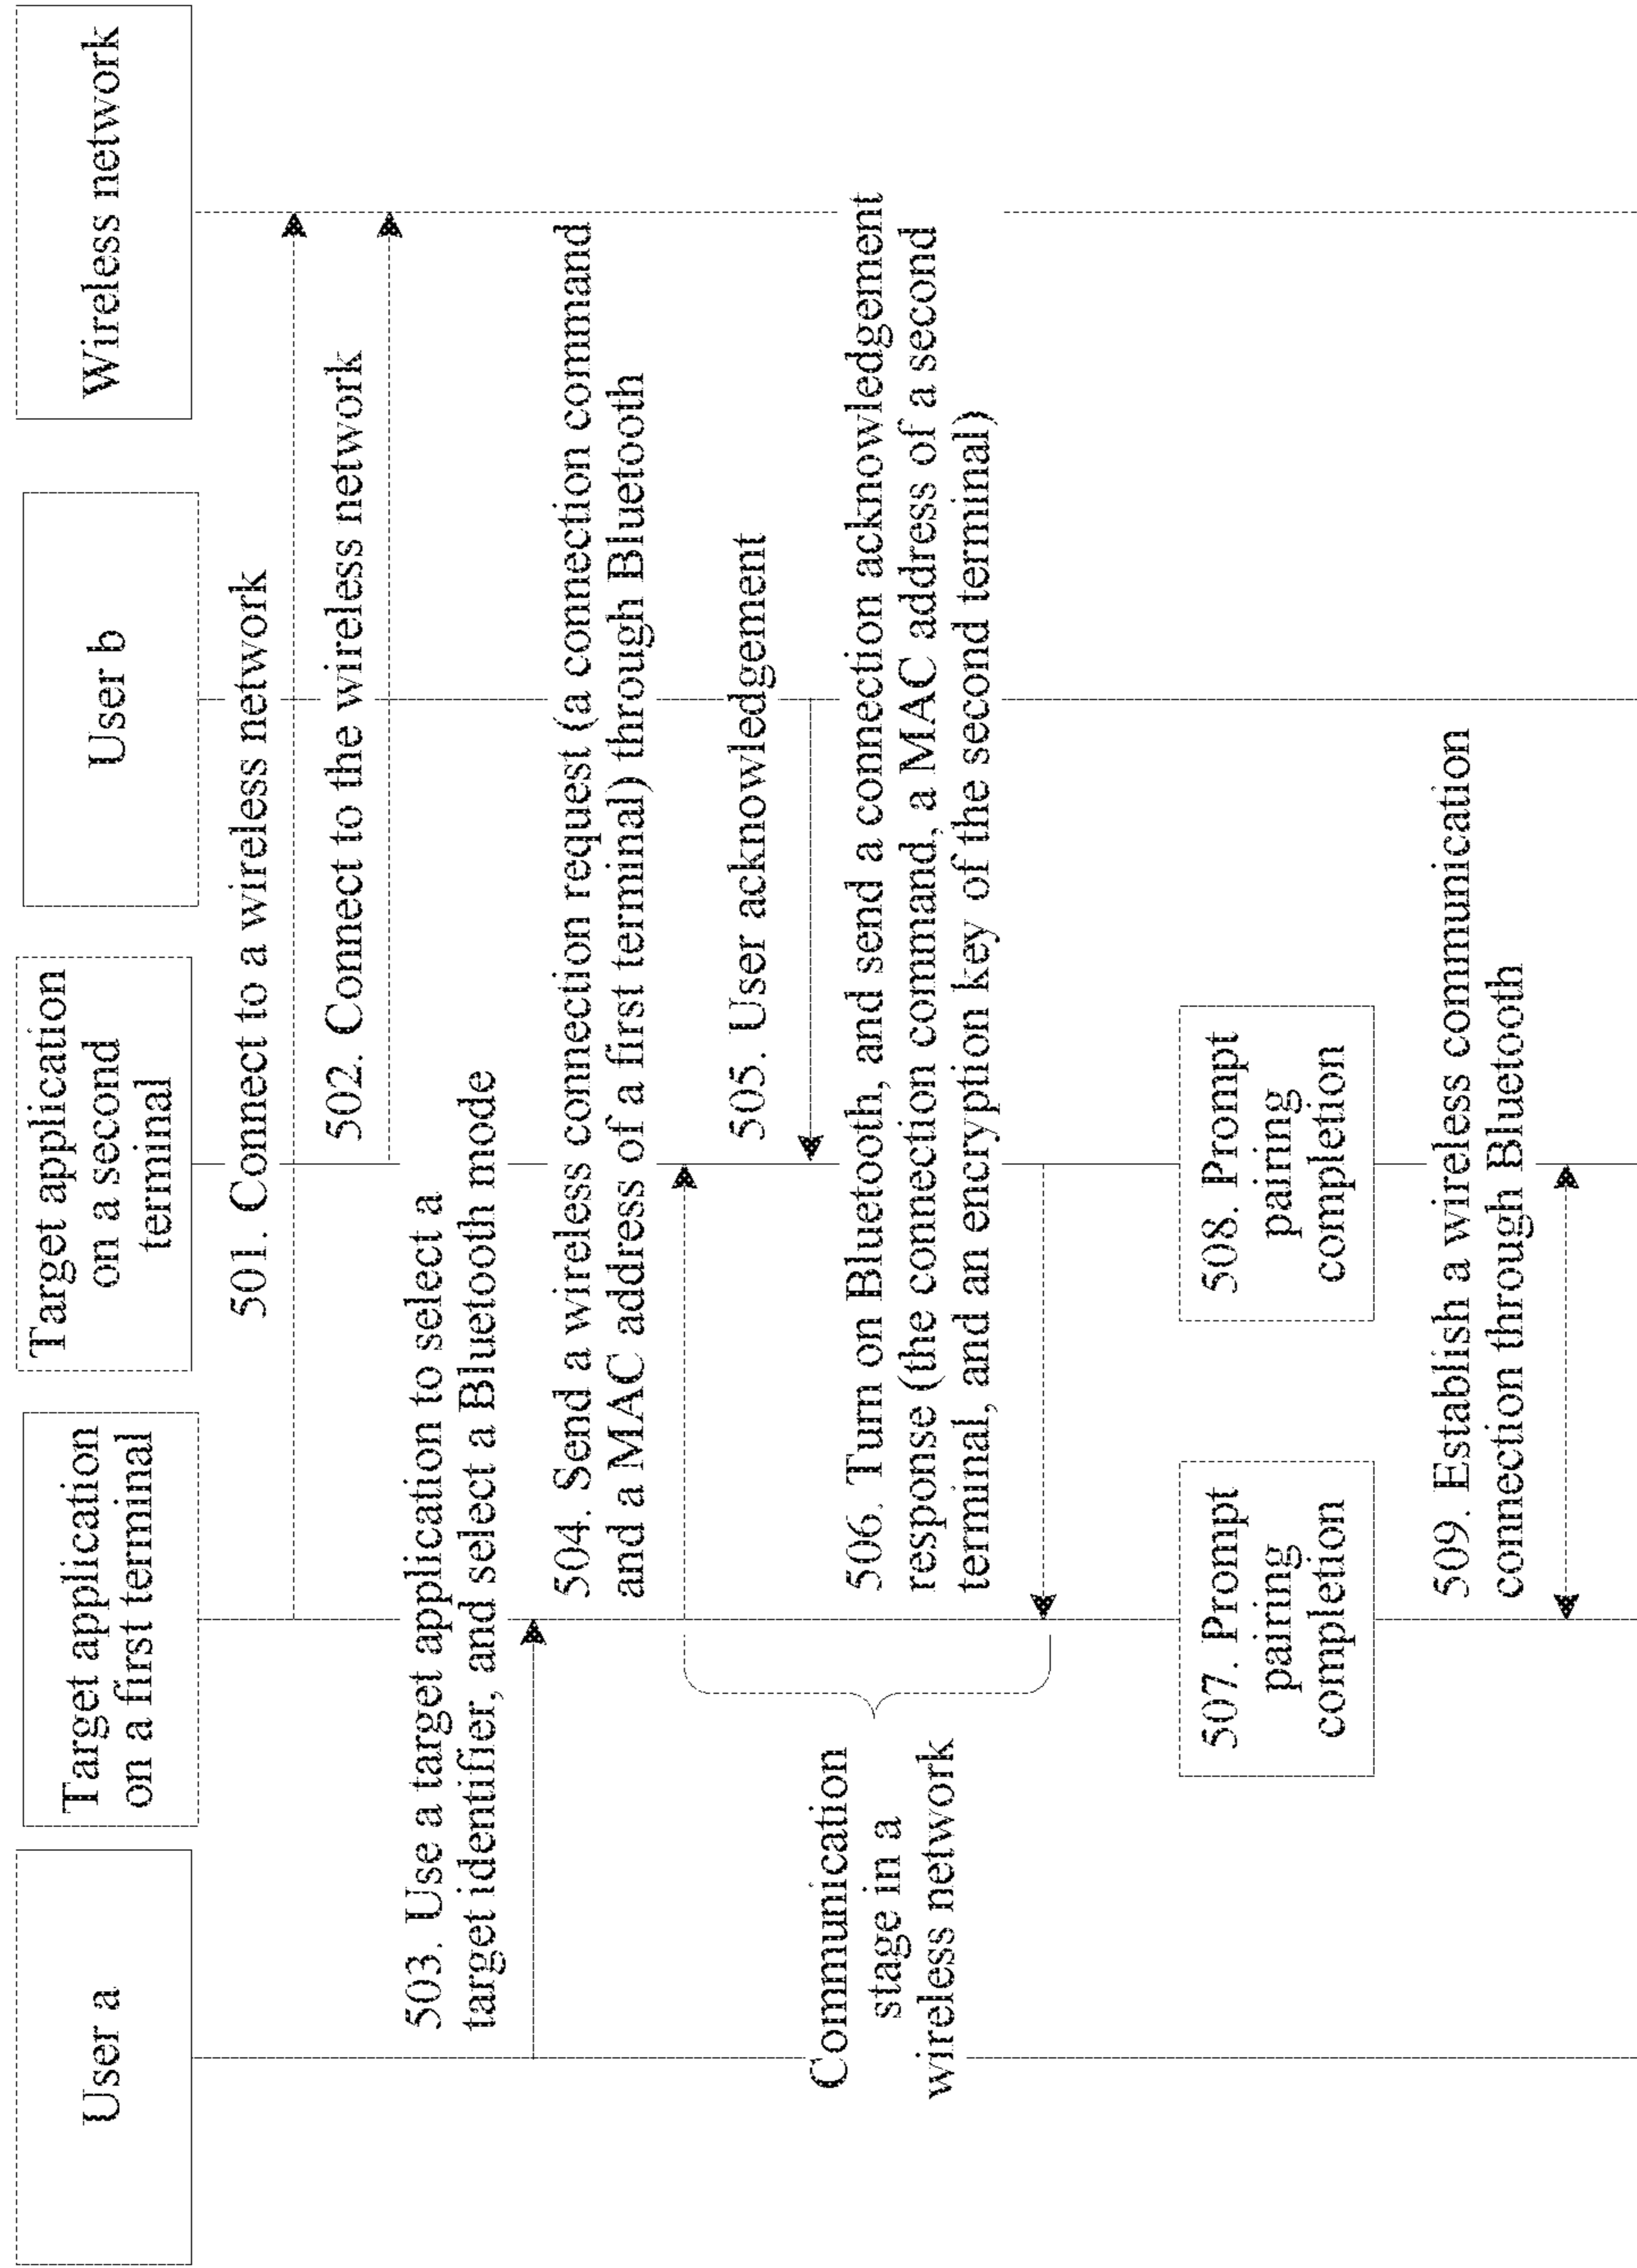 User a
Target application
on a first terminal
Target application
on a second
terminal
User b
Wireless network
501. Connect to a wireless network
502. Connect to the wireless network
503. Use a target application to select a
target identifier, and select a Bluetooth mode
504. Send a wireless connection request (a connection command
and a MAC address of a first terminal) through Bluetooth
505. User acknowledgement
Communication
stage in a
wireless network
506. Turn on Bluetooth, and send a connection acknowledgement
response (the connection command, a MAC address of a second
terminal, and an encryption key of the second terminal)
507. Prompt
pairing
completion
508. Prompt
pairing
completion
509. Establish a wireless communication
connection through Bluetooth